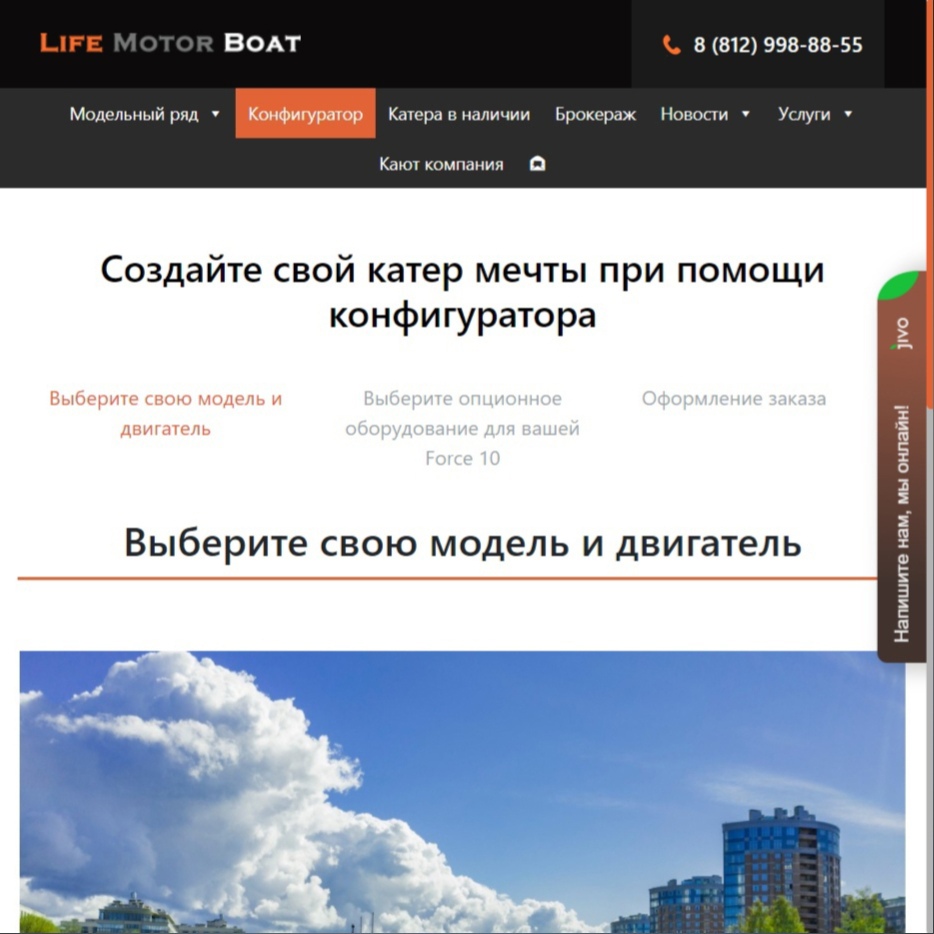 LIFE MOTOR BOAT
8 (812) 998-88-55
Модельный ряд
Конфигуратор
Катера в наличии
Брокераж
Новости
Услуги
Кают компания
Создайте свой катер мечты при помощи
конфигуратора
Выберите свою модель и
двигатель
Выберите опционное
оборудование для вашей
Force 10
Оформление заказа
Выберите свою модель и двигатель
jivo
Напишите нам, мы онлайн!